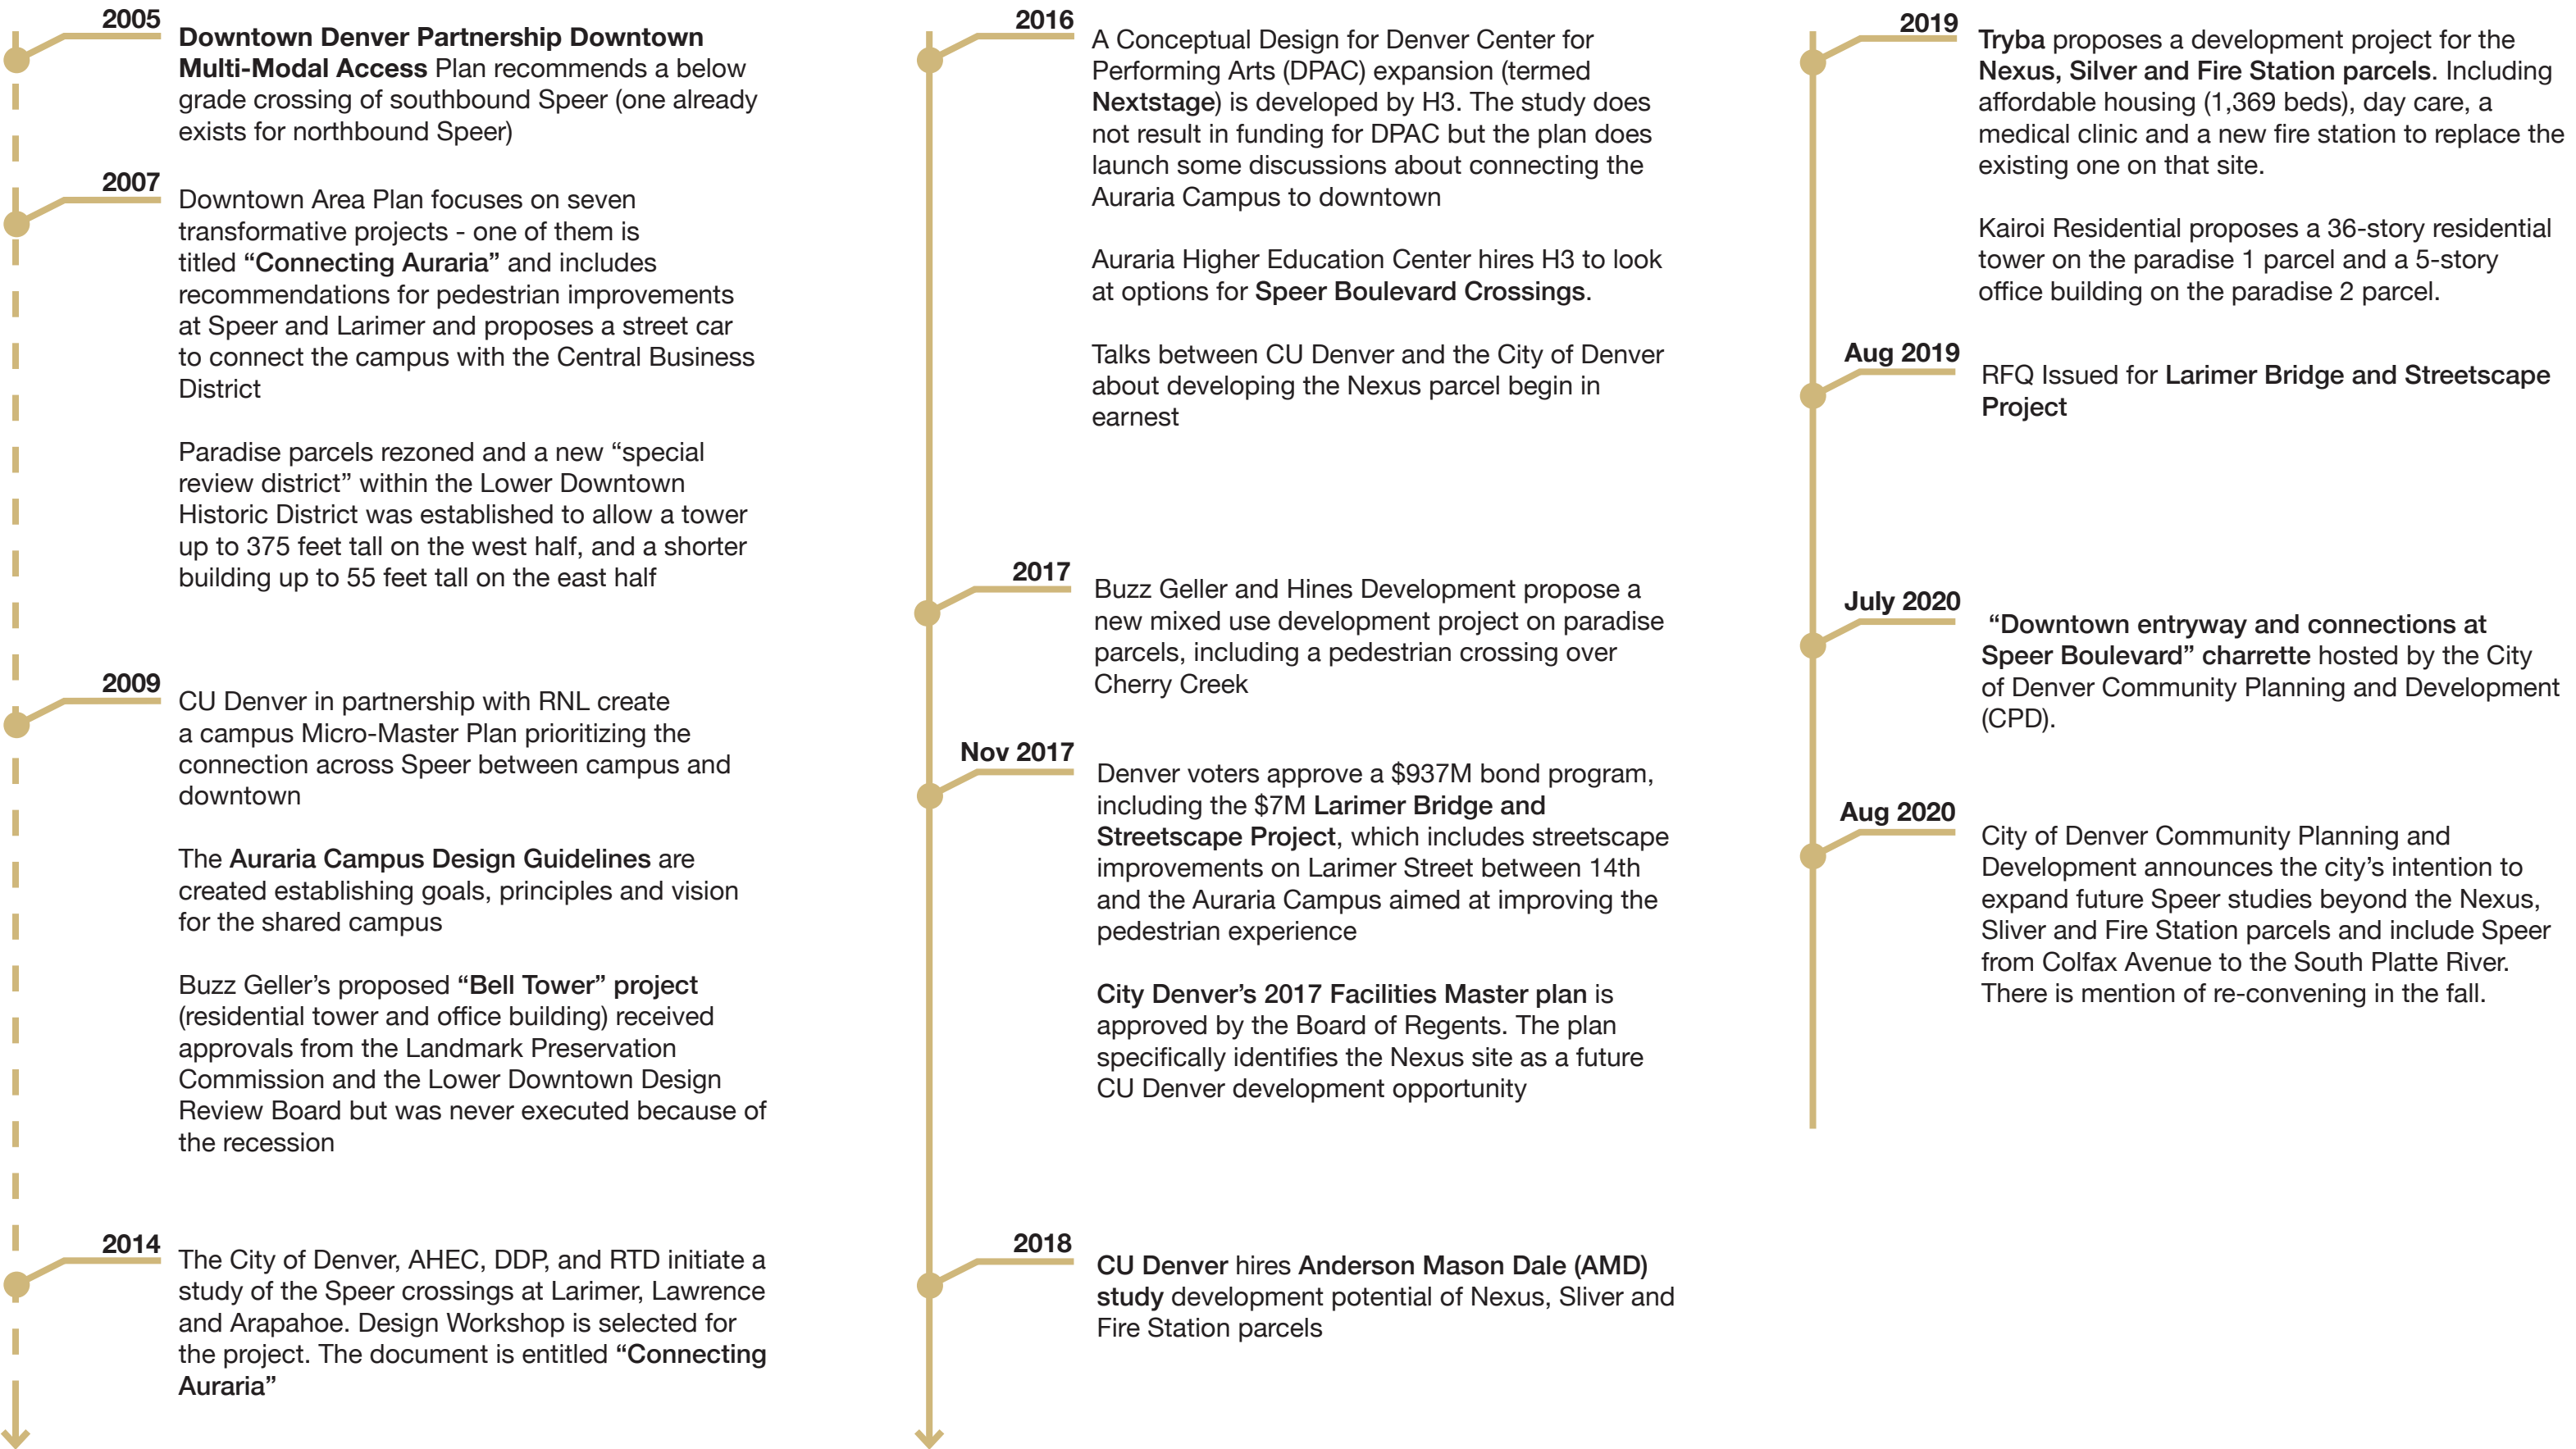 2005
Downtown Denver Partnership Downtown
Multi-Modal Access Plan recommends a below
grade crossing of southbound Speer (one already
exists for northbound Speer)
2007
Downtown Area Plan focuses on seven
transformative projects - one of them is
titled “Connecting Auraria” and includes
recommendations for pedestrian improvements
at Speer and Larimer and proposes a street car
to connect the campus with the Central Business
District
Paradise parcels rezoned and a new “special
review district” within the Lower Downtown
Historic District was established to allow a tower
up to 375 feet tall on the west half, and a shorter
building up to 55 feet tall on the east half
2009
CU Denver in partnership with RNL create
a campus Micro-Master Plan prioritizing the
connection across Speer between campus and
downtown
The Auraria Campus Design Guidelines are
created establishing goals, principles and vision
for the shared campus
Buzz Geller’s proposed “Bell Tower” project
(residential tower and office building) received
approvals from the Landmark Preservation
Commission and the Lower Downtown Design
Review Board but was never executed because of
the recession
2014
The City of Denver, AHEC, DDP, and RTD initiate a
study of the Speer crossings at Larimer, Lawrence
and Arapahoe. Design Workshop is selected for
the project. The document is entitled “Connecting
Auraria”
2016
A Conceptual Design for Denver Center for
Performing Arts (DPAC) expansion (termed
Nextstage) is developed by H3. The study does
not result in funding for DPAC but the plan does
launch some discussions about connecting the
Auraria Campus to downtown
Auraria Higher Education Center hires H3 to look
at options for Speer Boulevard Crossings.
Talks between CU Denver and the City of Denver
about developing the Nexus parcel begin in
earnest
2017
Buzz Geller and Hines Development propose a
new mixed use development project on paradise
parcels, including a pedestrian crossing over
Cherry Creek
Nov 2017
Denver voters approve a $937M bond program,
including the $7M Larimer Bridge and
Streetscape Project, which includes streetscape
improvements on Larimer Street between 14th
and the Auraria Campus aimed at improving the
pedestrian experience
City Denver’s 2017 Facilities Master plan is
approved by the Board of Regents. The plan
specifically identifies the Nexus site as a future
CU Denver development opportunity
2018
CU Denver hires Anderson Mason Dale (AMD)
study development potential of Nexus, Sliver and
Fire Station parcels
2019
Tryba proposes a development project for the
Nexus, Silver and Fire Station parcels. Including
affordable housing (1,369 beds), day care, a
medical clinic and a new fire station to replace the
existing one on that site.
Kairoi Residential proposes a 36-story residential
tower on the paradise 1 parcel and a 5-story
office building on the paradise 2 parcel.
Aug 2019
RFQ Issued for Larimer Bridge and Streetscape
Project
July 2020
“Downtown entryway and connections at
Speer Boulevard” charrette hosted by the City
of Denver Community Planning and Development
(CPD).
Aug 2020
City of Denver Community Planning and
Development announces the city’s intention to
expand future Speer studies beyond the Nexus,
Sliver and Fire Station parcels and include Speer
from Colfax Avenue to the South Platte River.
There is mention of re-convening in the fall.